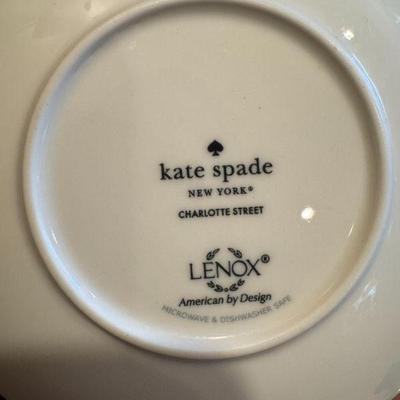 kate spade
NEW YORK®
CHARLOTTE STREET
LENOX®
American by Design
MICROWAVE & DISHWASHER SAFE